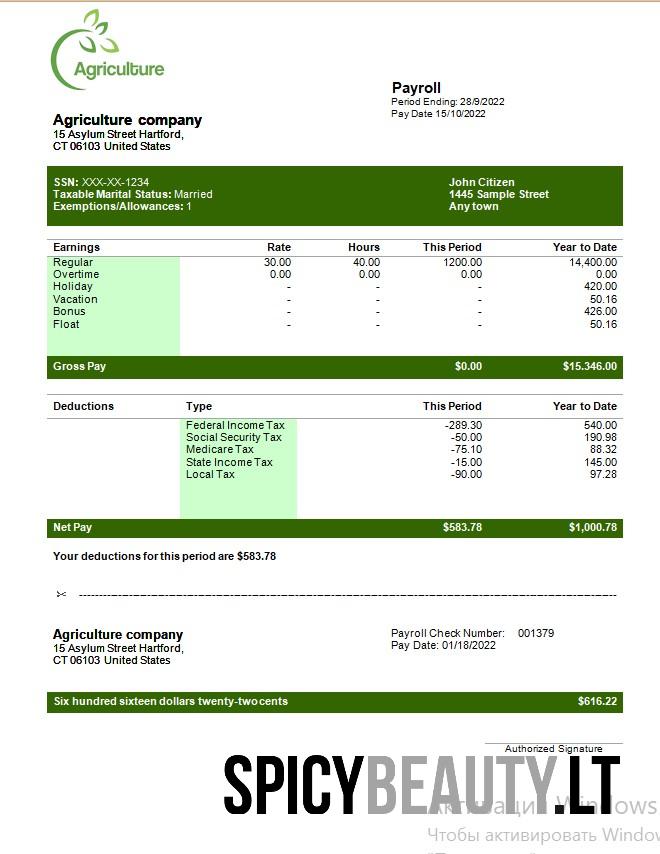 Agriculture
Payroll
Period Ending: 28/9/2022
Pay Date 15/10/2022
Agriculture company
15 Asylum Street Hartford,
CT 06103 United States
SSN: XXX-XX-1234 John Citizen
Taxable Marital Status: Married 1445 Sample Street
Exemptions/Allowances: 1 Any town
Earnings Rate Hours This Period Year to Date
Regular 30.00 40.00 1200.00 14,400.00
Overtime 0.00 0.00 0.00 0.00
Holiday - - - 420.00
Vacation - - - 50.16
Bonus - - - 426.00
Float - - - 50.16
Gross Pay $0.00 $15.346.00
Deductions Type This Period Year to Date
Federal Income Tax -289.30 540.00
Social Security Tax -50.00 190.98
Medicare Tax -75.10 88.32
State Income Tax -15.00 145.00
Local Tax -90.00 97.28
Net Pay $583.78 $1,000.78
Your deductions for this period are $583.78
Agriculture company Payroll Check Number: 001379
15 Asylum Street Hartford, Pay Date: 01/18/2022
CT 06103 United States
Six hundred sixteen dollars twenty-two cents $616.22
Authorized Signature
SPICYBEAUTY.LT
Активация Windows
Чтобы активировать Window